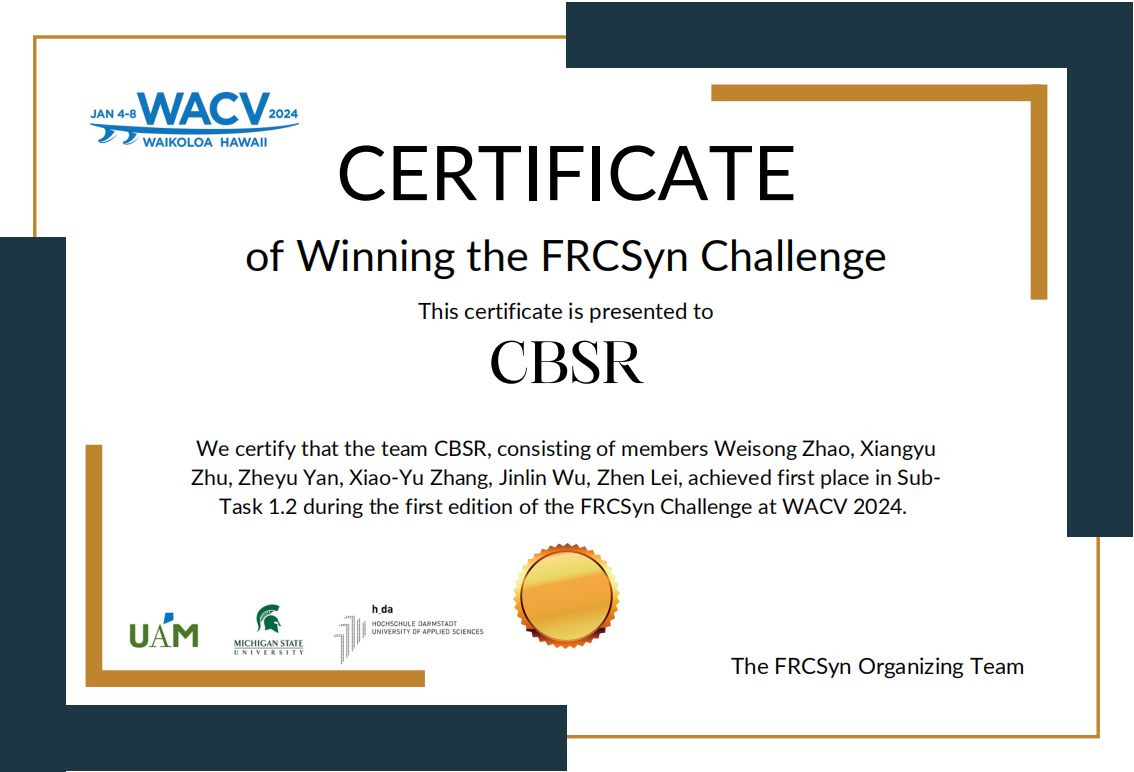 JAN 4-8 WACV 2024
WAIKOLOA HAWAII
CERTIFICATE
of Winning the FRCSyn Challenge
This certificate is presented to
CBSR
We certify that the team CBSR, consisting of members Weisong Zhao, Xiangyu
Zhu, Zheyu Yan, Xiao-Yu Zhang, Jinlin Wu, Zhen Lei, achieved first place in Sub-
Task 1.2 during the first edition of the FRCSyn Challenge at WACV 2024.
UAM
MICHIGAN STATE
UNIVERSITY
h_da
HOCHSCHULE DARMSTADT
UNIVERSITY OF APPLIED SCIENCES
The FRCSyn Organizing Team